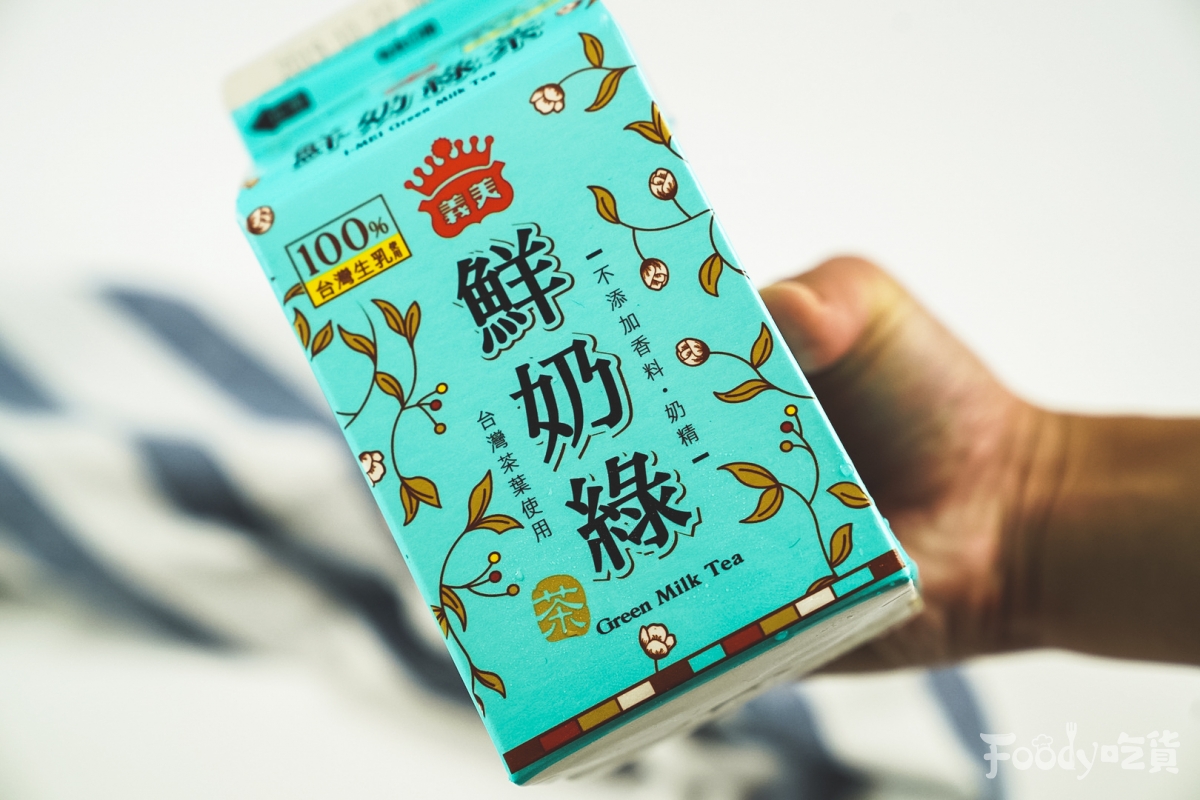 鮮奶綠茶
I-MEI Green Milk Tea
義美
100%
台灣生乳使用
鮮奶綠
不添加香料・奶精
台灣茶葉使用
茶
Green Milk Tea
Foody吃貨